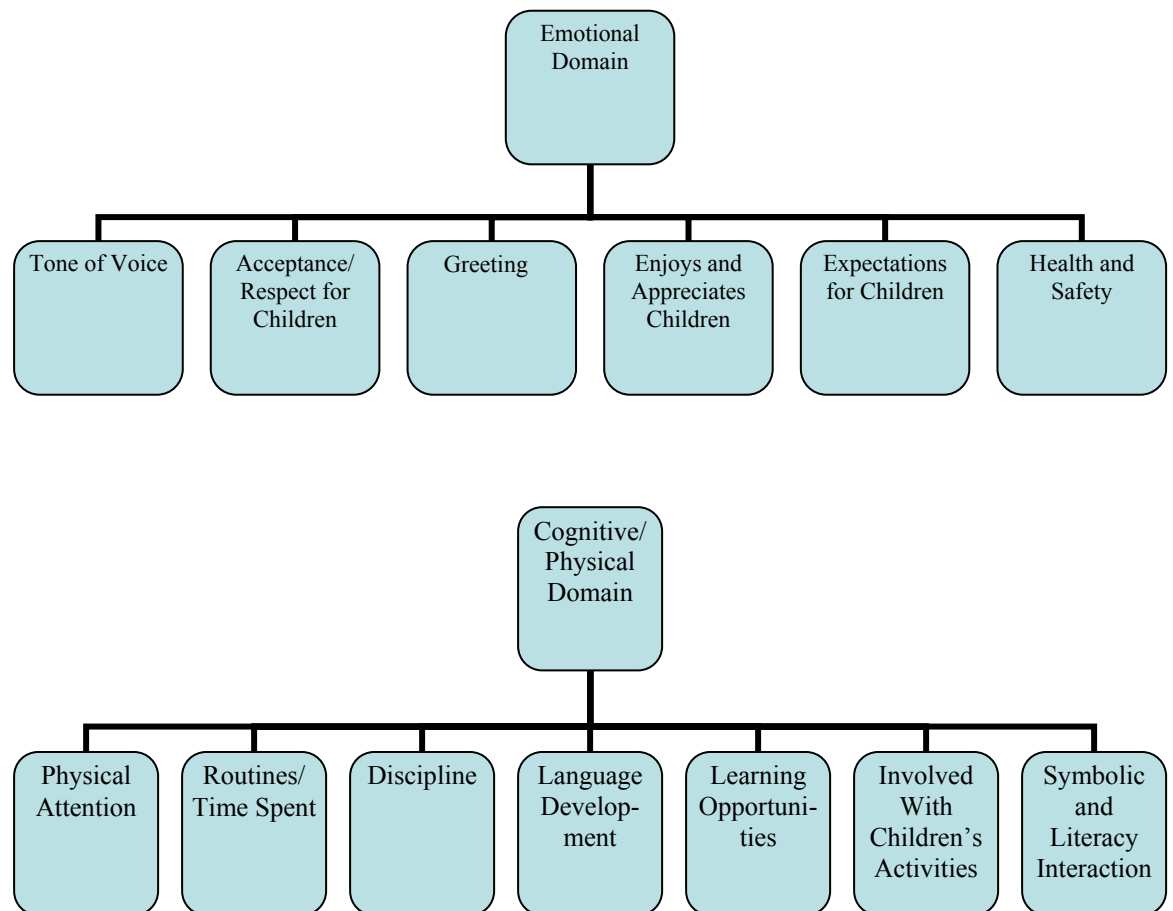 Emotional
Domain
Tone of Voice
Acceptance/
Respect for
Children
Greeting
Enjoys and
Appreciates
Children
Expectations
for Children
Health and
Safety
Cognitive/
Physical
Domain
Physical
Attention
Routines/
Time Spent
Discipline
Language
Develop-
ment
Learning
Opportuni-
ties
Involved
With
Children’s
Activities
Symbolic
and
Literacy
Interaction